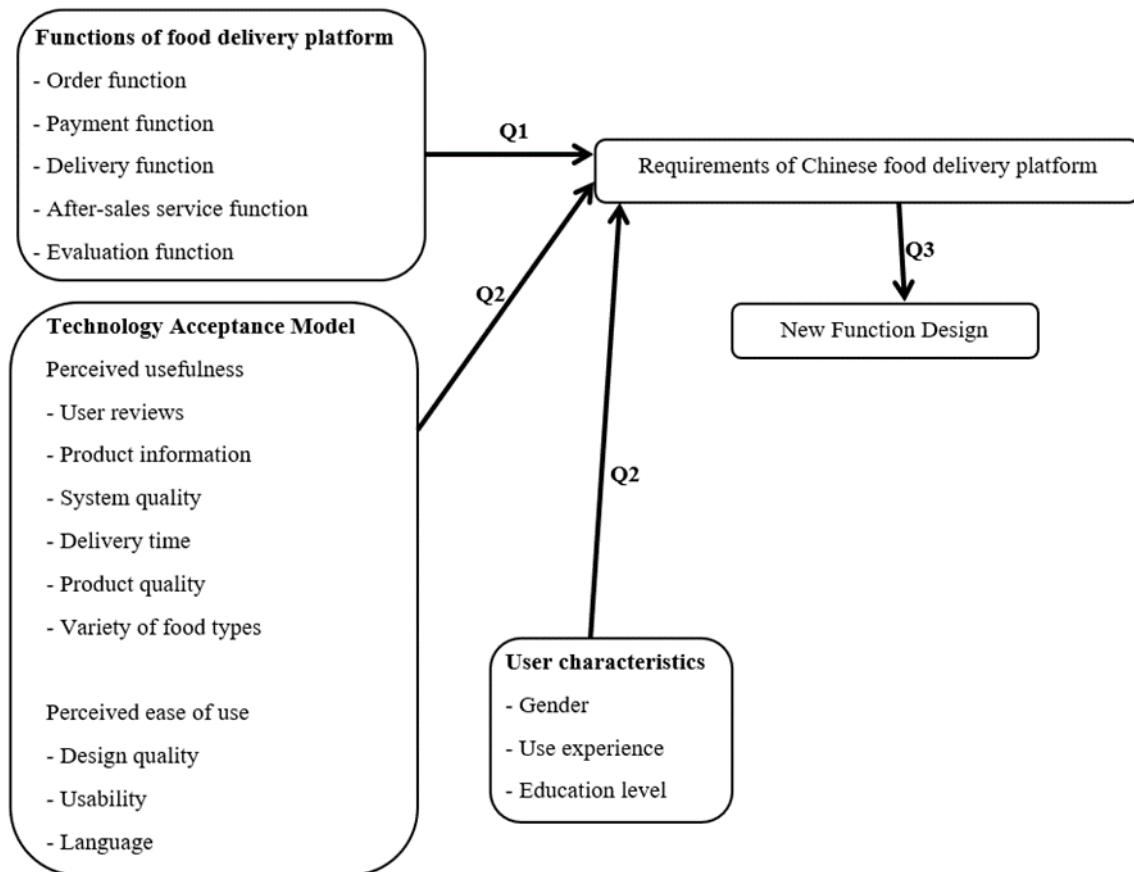 Functions of food delivery platform
- Order function
- Payment function
- Delivery function
- After-sales service function
- Evaluation function
Q1
Requirements of Chinese food delivery platform
Q2
Q3
New Function Design
Technology Acceptance Model
Perceived usefulness
- User reviews
- Product information
- System quality
- Delivery time
- Product quality
- Variety of food types
Perceived ease of use
- Design quality
- Usability
- Language
Q2
User characteristics
- Gender
- Use experience
- Education level